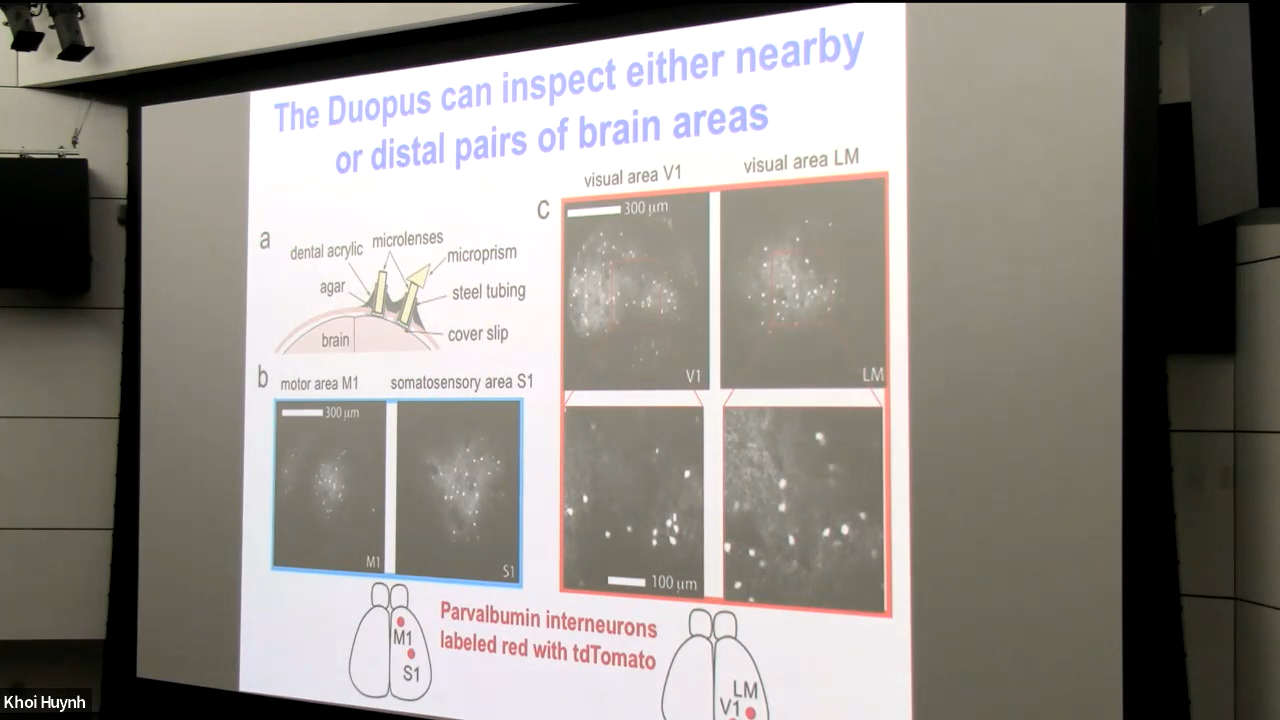 The Duopus can inspect either nearby
or distal pairs of brain areas
a
dental acrylic
microlenses
microprism
agar
steel tubing
cover slip
brain
b
motor area M1
somatosensory area S1
300 µm
M1
S1
M1
S1
Parvalbumin interneurons
labeled red with tdTomato
C
visual area V1
visual area LM
300 µm
V1
LM
100 µm
LM
V1
Khoi Huynh